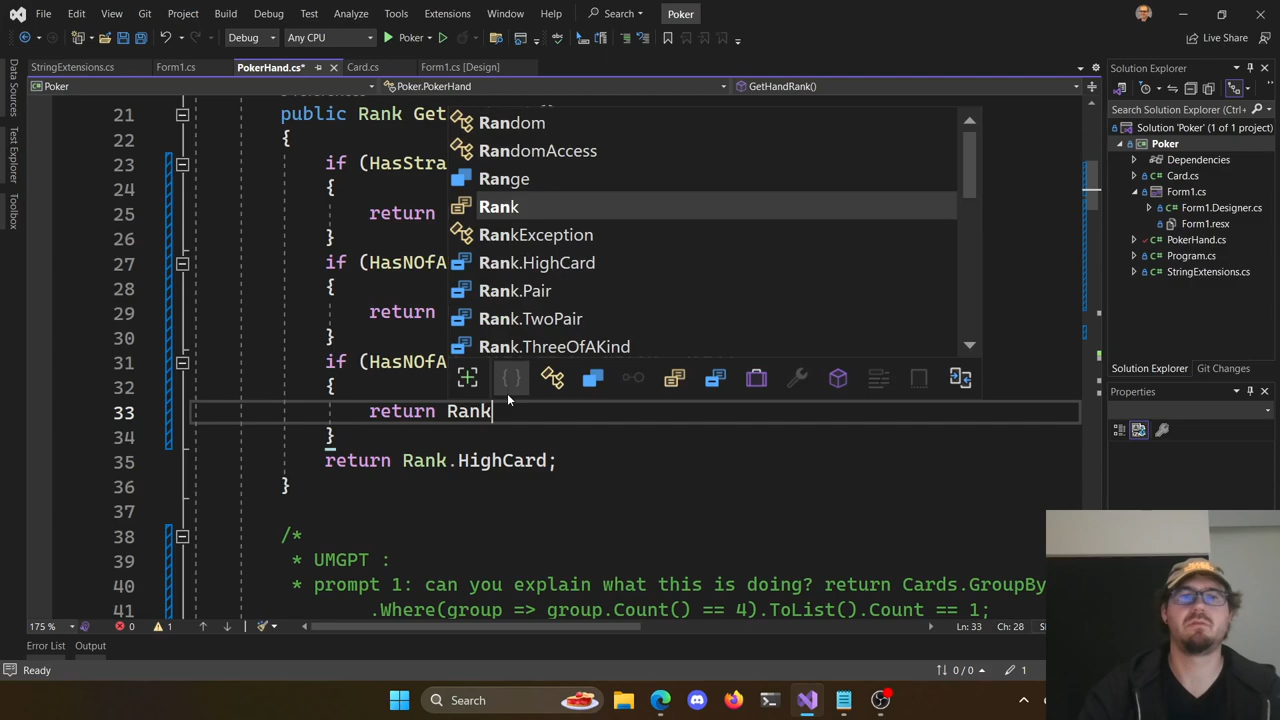 File Edit View Git Project Build Debug Test Analyze Tools Extensions Window Help Search Poker
Debug Any CPU Poker Live Share
StringExtensions.cs Form1.cs PokerHand.cs* Card.cs Form1.cs [Design]
Poker Poker.PokerHand GetHandRank()
Data Sources
Test Explorer
Toolbox
21 public Rank Get
22 {
23 if (HasStra
24 {
25 return
26 }
27 if (HasNOfA
28 {
29 return
30 }
31 if (HasNOfA
32 {
33 return Rank
34 }
35 return Rank.HighCard;
36 }
37
38 /*
39 * UMGPT :
40 * prompt 1: can you explain what this is doing? return Cards.GroupBy
41 .Where(group => group.Count() == 4).ToList().Count == 1;
Random
RandomAccess
Range
Rank
RankException
Rank.HighCard
Rank.Pair
Rank.TwoPair
Rank.ThreeOfAKind
175 % 0 1 Ln: 33 Ch: 28
Error List Output
Ready 0 / 0 1
Solution Explorer
Search Solution Explorer
Solution 'Poker' (1 of 1 project)
Poker
Dependencies
Card.cs
Form1.cs
Form1.Designer.cs
Form1.resx
PokerHand.cs
Program.cs
StringExtensions.cs
Solution Explorer Git Changes
Properties
Search